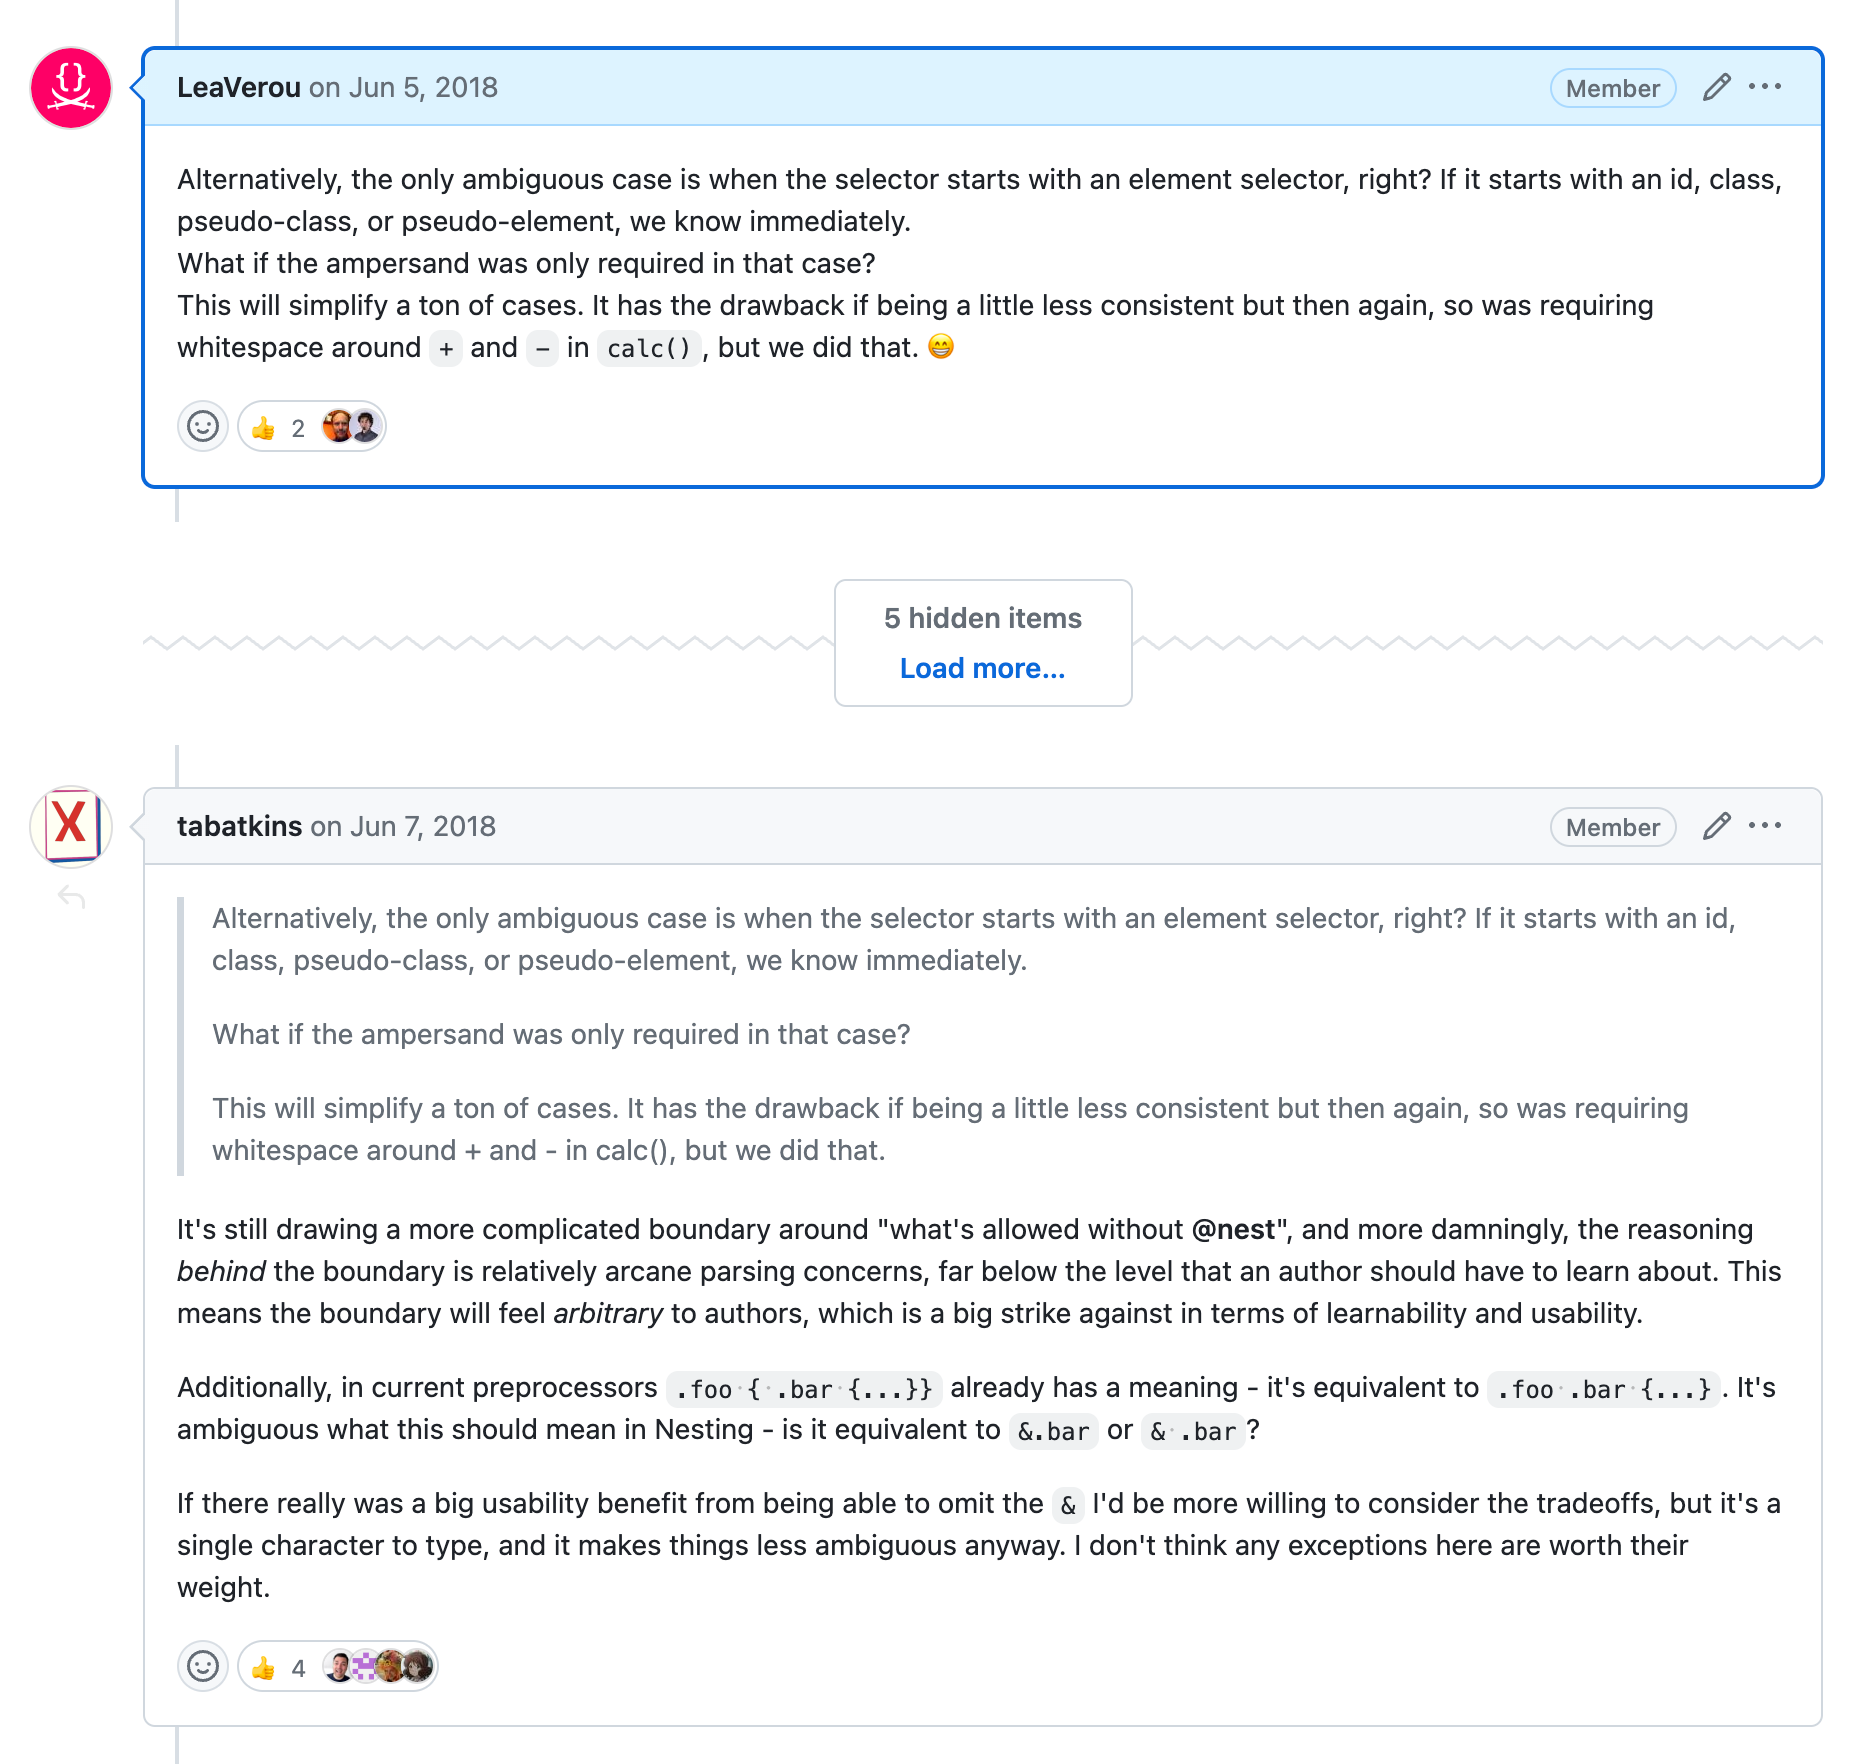 LeaVerou on Jun 5, 2018
Member
Alternatively, the only ambiguous case is when the selector starts with an element selector, right? If it starts with an id, class,
pseudo-class, or pseudo-element, we know immediately.
What if the ampersand was only required in that case?
This will simplify a ton of cases. It has the drawback if being a little less consistent but then again, so was requiring
whitespace around + and - in calc(), but we did that. 😁
👍 2
5 hidden items
Load more...
X
tabatkins on Jun 7, 2018
Member
Alternatively, the only ambiguous case is when the selector starts with an element selector, right? If it starts with an id,
class, pseudo-class, or pseudo-element, we know immediately.
What if the ampersand was only required in that case?
This will simplify a ton of cases. It has the drawback if being a little less consistent but then again, so was requiring
whitespace around + and - in calc(), but we did that.
It's still drawing a more complicated boundary around "what's allowed without @nest", and more damningly, the reasoning
behind the boundary is relatively arcane parsing concerns, far below the level that an author should have to learn about. This
means the boundary will feel arbitrary to authors, which is a big strike against in terms of learnability and usability.
Additionally, in current preprocessors .foo { .bar {...}} already has a meaning - it's equivalent to .foo .bar {...}. It's
ambiguous what this should mean in Nesting - is it equivalent to &.bar or & .bar?
If there really was a big usability benefit from being able to omit the & I'd be more willing to consider the tradeoffs, but it's a
single character to type, and it makes things less ambiguous anyway. I don't think any exceptions here are worth their
weight.
👍 4